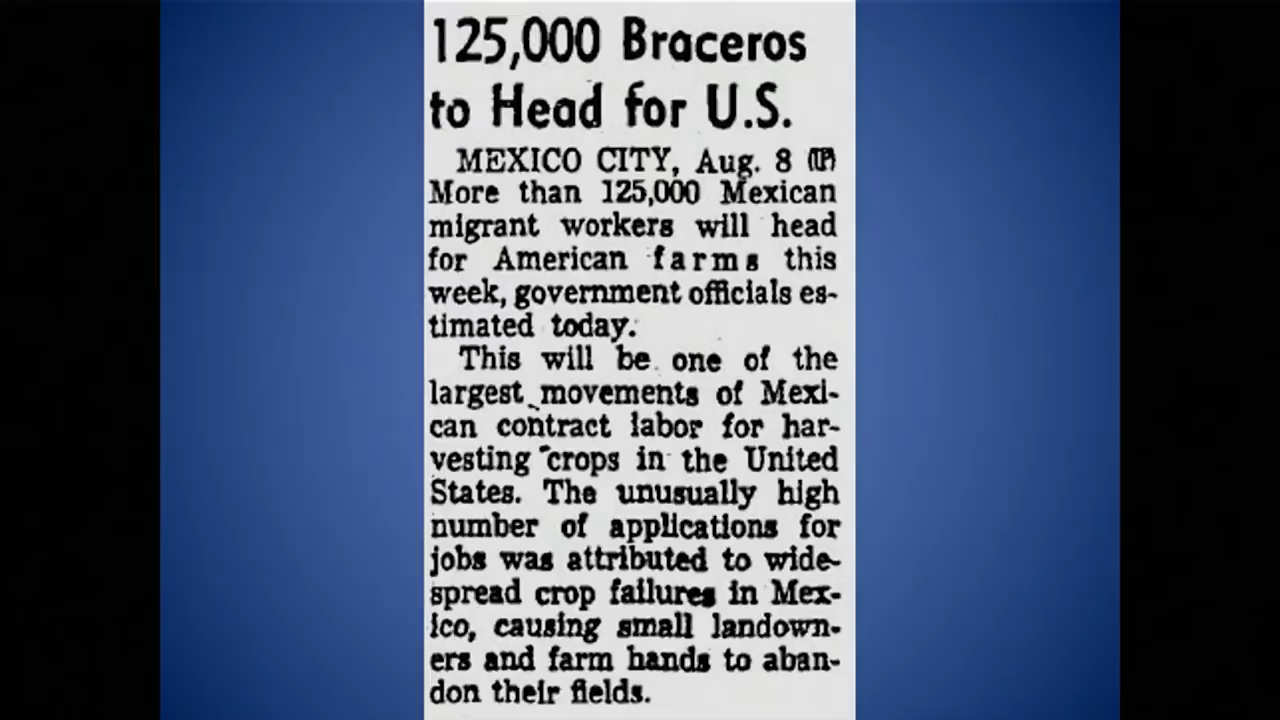 125,000 Braceros
to Head for U.S.
MEXICO CITY, Aug. 8 (UP)
More than 125,000 Mexican
migrant workers will head
for American farms this
week, government officials es-
timated today.
This will be one of the
largest movements of Mexi-
can contract labor for har-
vesting crops in the United
States. The unusually high
number of applications for
jobs was attributed to wide-
spread crop failures in Mex-
ico, causing small landown-
ers and farm hands to aban-
don their fields.